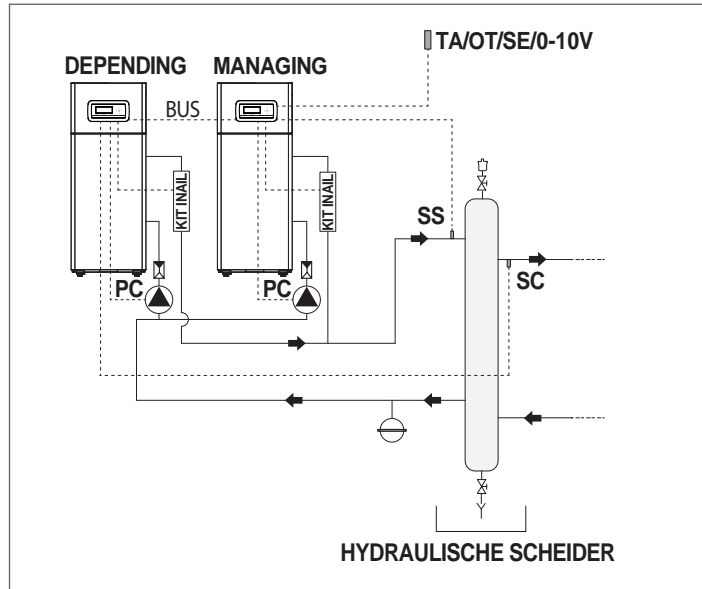 TA/OT/SE/0-10V
DEPENDING
MANAGING
BUS
KIT INAIL
KIT INAIL
SS
SC
PC
PC
HYDRAULISCHE SCHEIDER